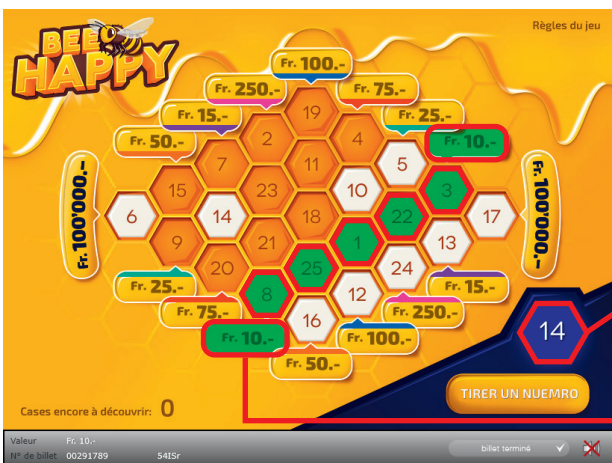 Règles du jeu
BEE
HAPPY
Fr. 100.-
Fr. 250.-
Fr. 75.-
Fr. 15.-
Fr. 25.-
Fr. 50.-
Fr. 10.-
Fr. 100'000.-
Fr. 100'000.-
19
2
4
7
11
5
15
23
10
3
6
14
18
22
17
9
21
1
13
20
25
24
8
12
16
Fr. 25.-
Fr. 15.-
Fr. 75.-
Fr. 250.-
Fr. 10.-
Fr. 100.-
Fr. 50.-
14
TIRER UN NUEMRO
Cases encore à découvrir: 0
Valeur Fr. 10.-
N° de billet 00291789 54ISr
billet terminé